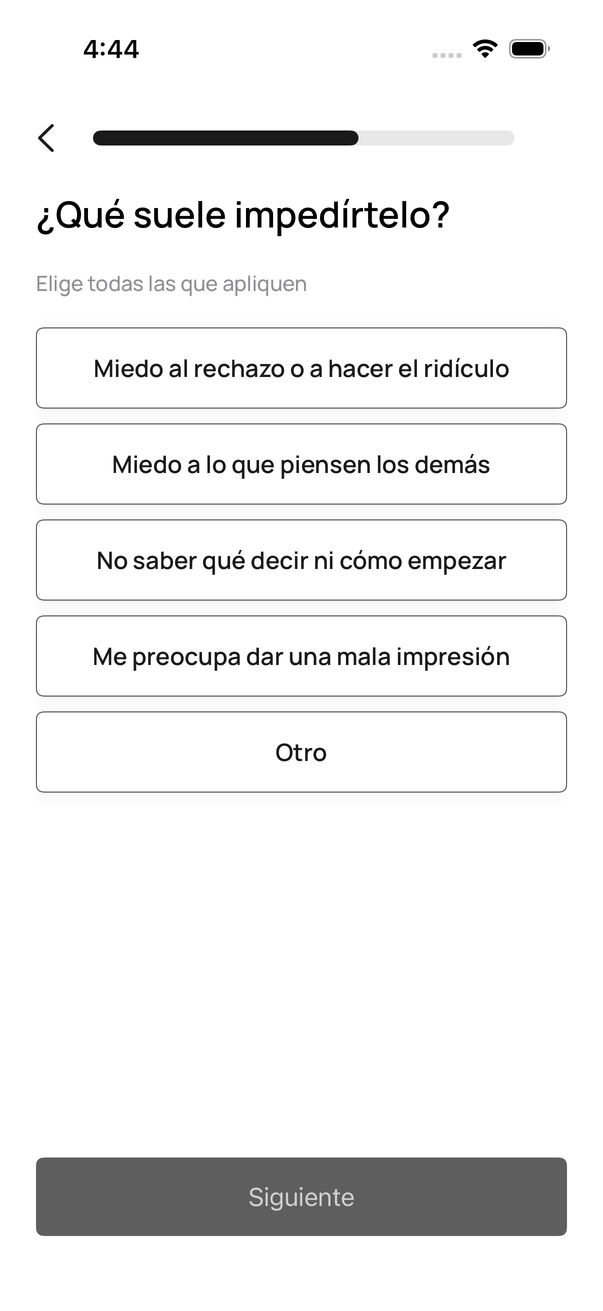 4:44
¿Qué suele impedírtelo?
Elige todas las que apliquen
Miedo al rechazo o a hacer el ridículo
Miedo a lo que piensen los demás
No saber qué decir ni cómo empezar
Me preocupa dar una mala impresión
Otro
Siguiente